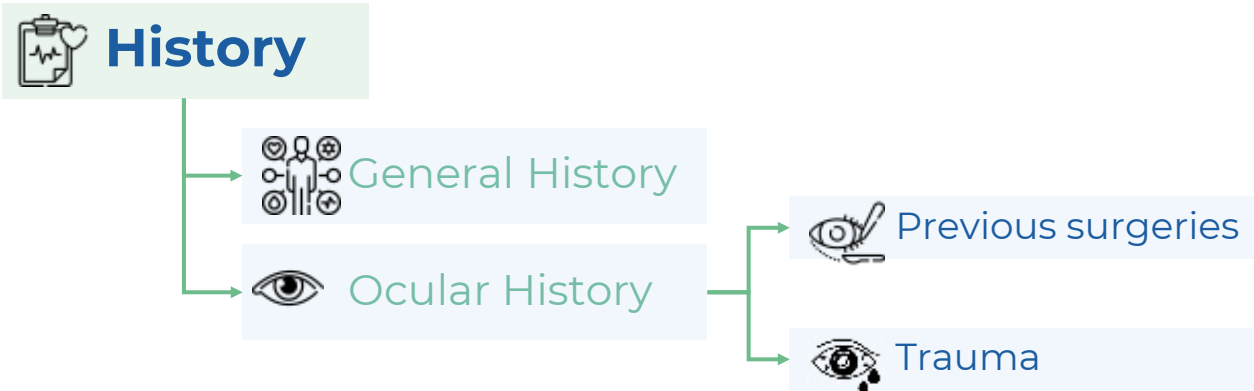 History
General History
Ocular History
Previous surgeries
Trauma